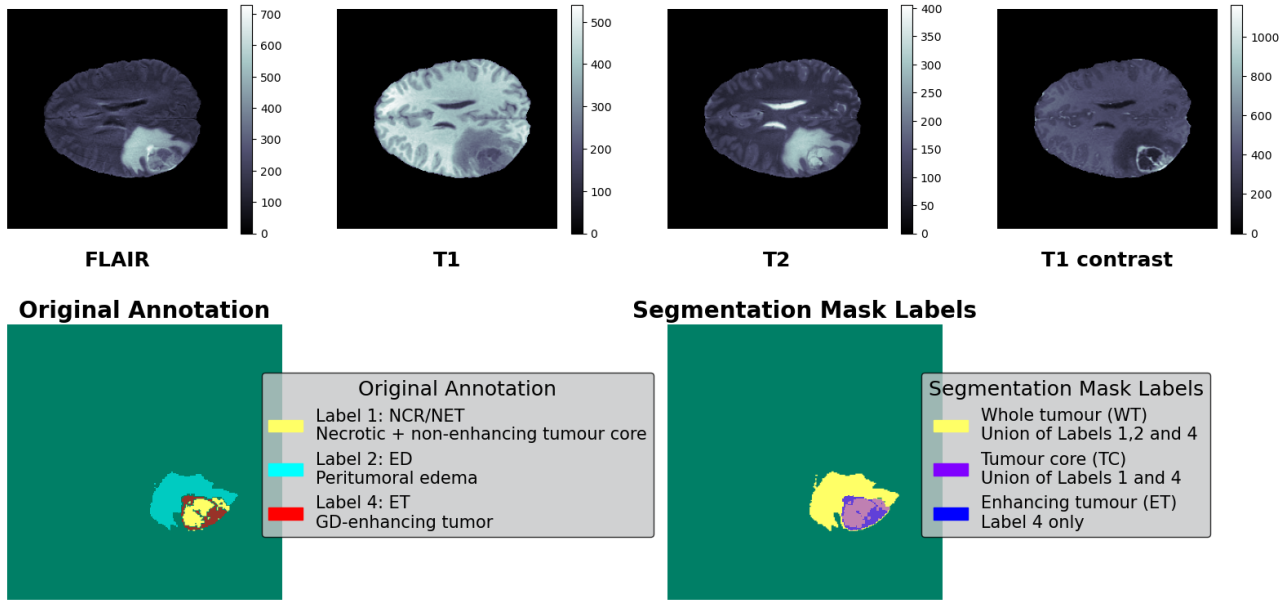 700
600
500
400
300
200
100
0
FLAIR
500
400
300
200
100
0
T1
400
350
300
250
200
150
100
50
0
T2
1000
800
600
400
200
0
T1 contrast
Original Annotation
Original Annotation
Label 1: NCR/NET
Necrotic + non-enhancing tumour core
Label 2: ED
Peritumoral edema
Label 4: ET
GD-enhancing tumor
Segmentation Mask Labels
Segmentation Mask Labels
Whole tumour (WT)
Union of Labels 1,2 and 4
Tumour core (TC)
Union of Labels 1 and 4
Enhancing tumour (ET)
Label 4 only